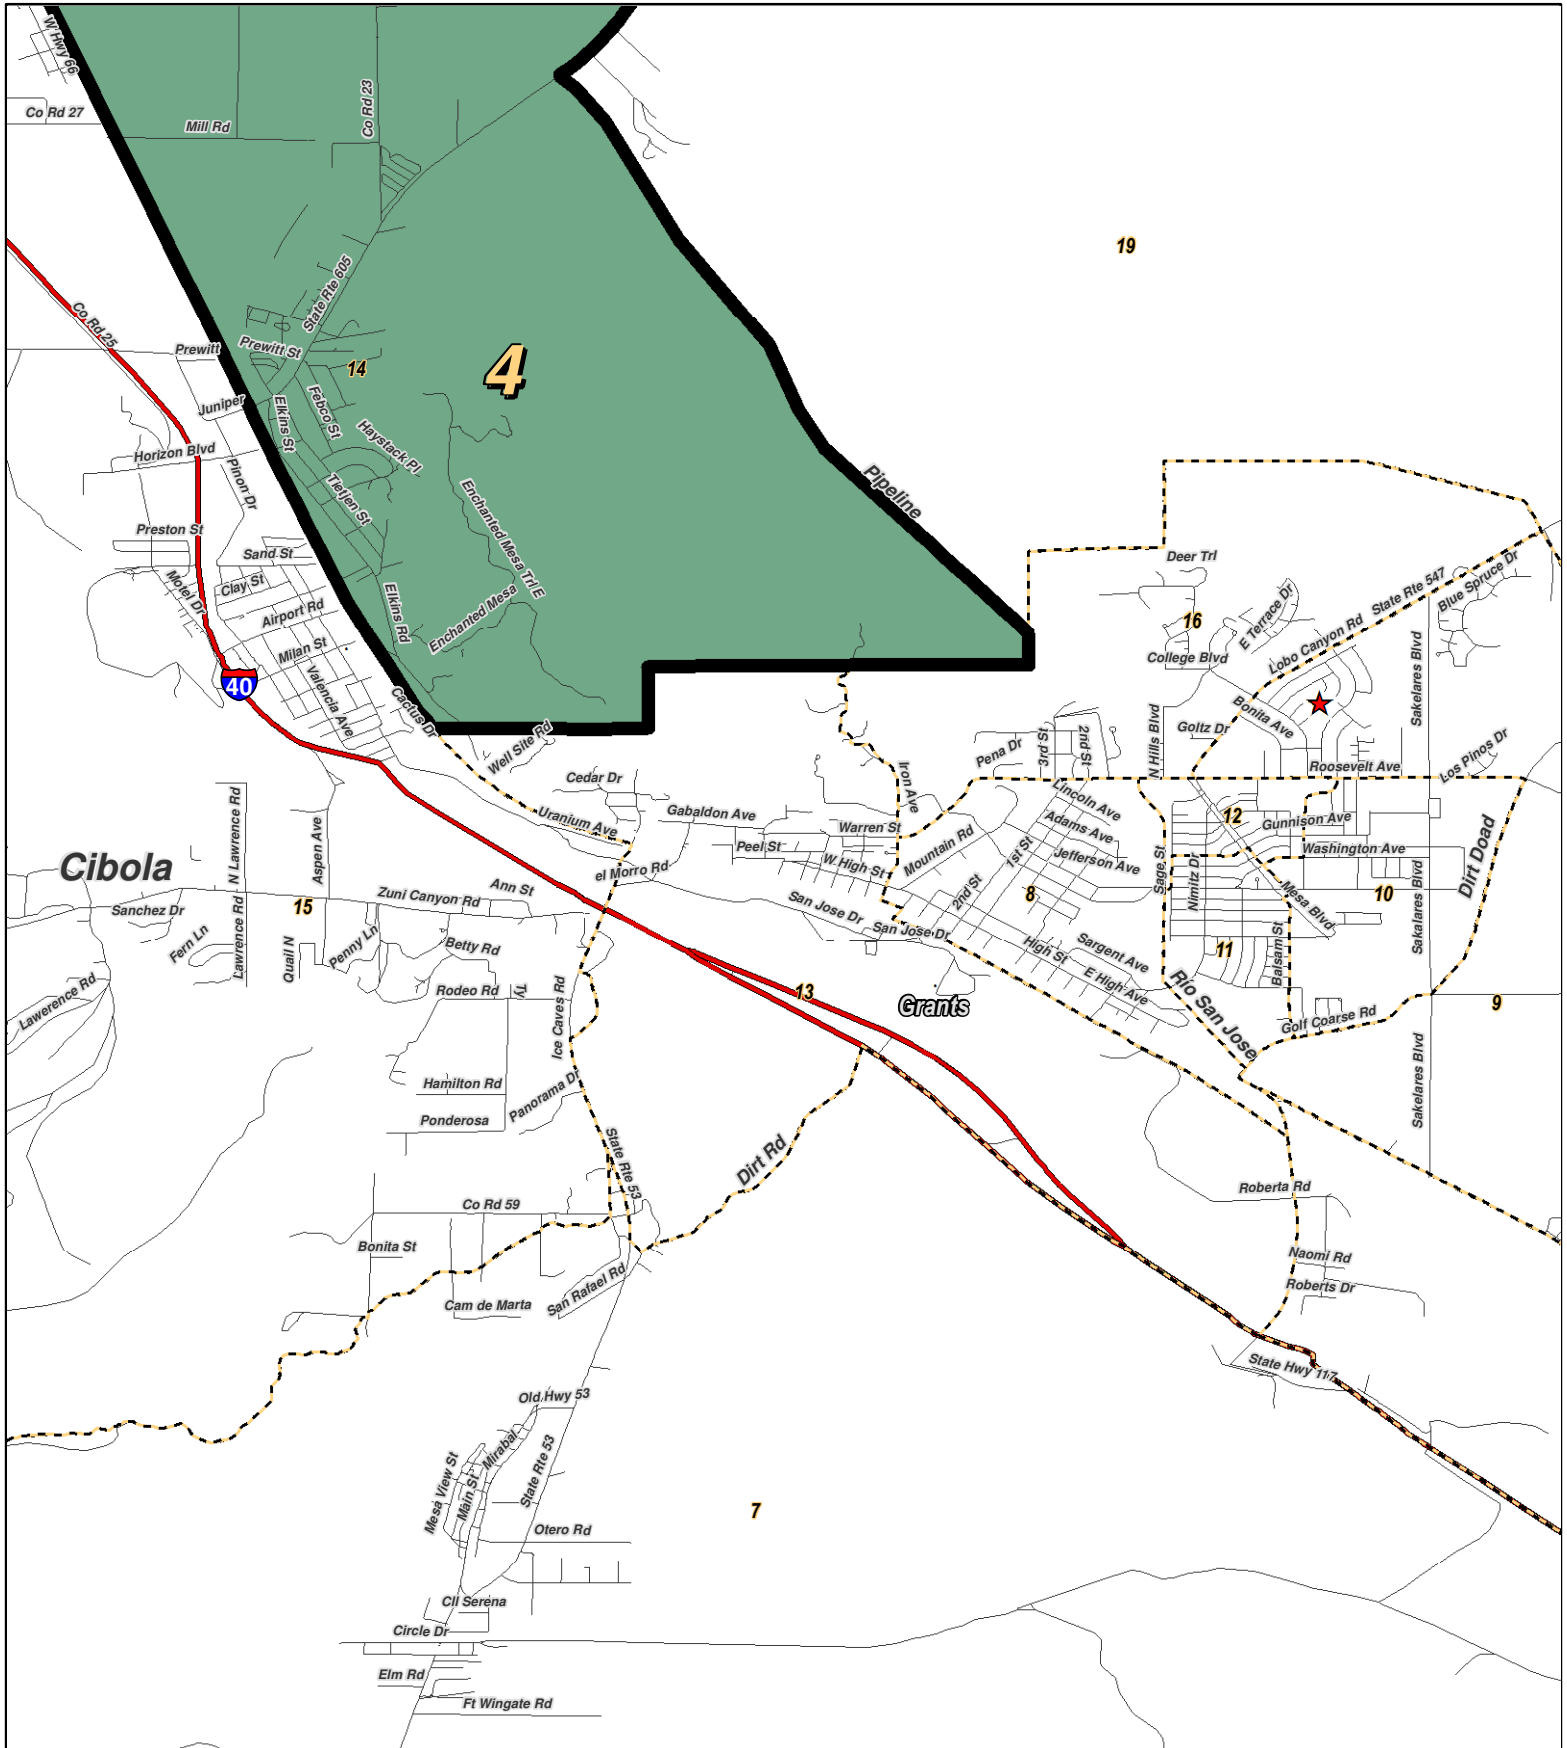 W Hwy 66
Co Rd 27
Mill Rd
Co Rd 23
19
State Rte 605
Co Rd 25
Prewitt
Prewitt St
14
4
Juniper
Elkins St
Febco St
Haystack Pl
Horizon Blvd
Pinon Dr
Tietjen St
Pipeline
Enchanted Mesa Trl E
Preston St
Sand St
Motel Dr
Clay St
Airport Rd
Elkins Rd
Enchanted Mesa
Milan St
40
Valencia Ave
Cactus Dr
Deer Trl
State Rte 547
Blue Spruce Dr
16
E Terrace Dr
Lobo Canyon Rd
College Blvd
Sakelares Blvd
Bonita Ave
N Hills Blvd
Goltz Dr
Well Site Rd
Pena Dr
3rd St
2nd St
Los Pinos Dr
Roosevelt Ave
Cedar Dr
Iron Ave
Lincoln Ave
N Lawrence Rd
Uranium Ave
Gabaldon Ave
Warren St
Adams Ave
12
Gunnison Ave
Aspen Ave
Peel St
Mountain Rd
1st St
Jefferson Ave
Washington Ave
Cibola
el Morro Rd
W High St
Sage St
Nimitz Dr
Dirt Doad
Zuni Canyon Rd
Ann St
2nd St
8
Mesa Blvd
10
Sanchez Dr
15
San Jose Dr
San Jose Dr
Sakalares Blvd
Lawrence Rd
Fern Ln
Quail N
Penny Ln
Betty Rd
High St
Sargent Ave
11
Balsam St
Lawerence Rd
Rodeo Rd
Ty
Ice Caves Rd
13
Grants
E High Ave
Rio San Jose
9
Golf Coarse Rd
Hamilton Rd
Panorama Dr
Ponderosa
Sakelares Blvd
State Rte 53
Dirt Rd
Roberta Rd
Co Rd 59
Bonita St
Naomi Rd
San Rafael Rd
Roberts Dr
Cam de Marta
State Hwy 117
Old Hwy 53
Mirabal
Mesa View St
Main St
State Rte 53
7
Otero Rd
Cll Serena
Circle Dr
Elm Rd
Ft Wingate Rd